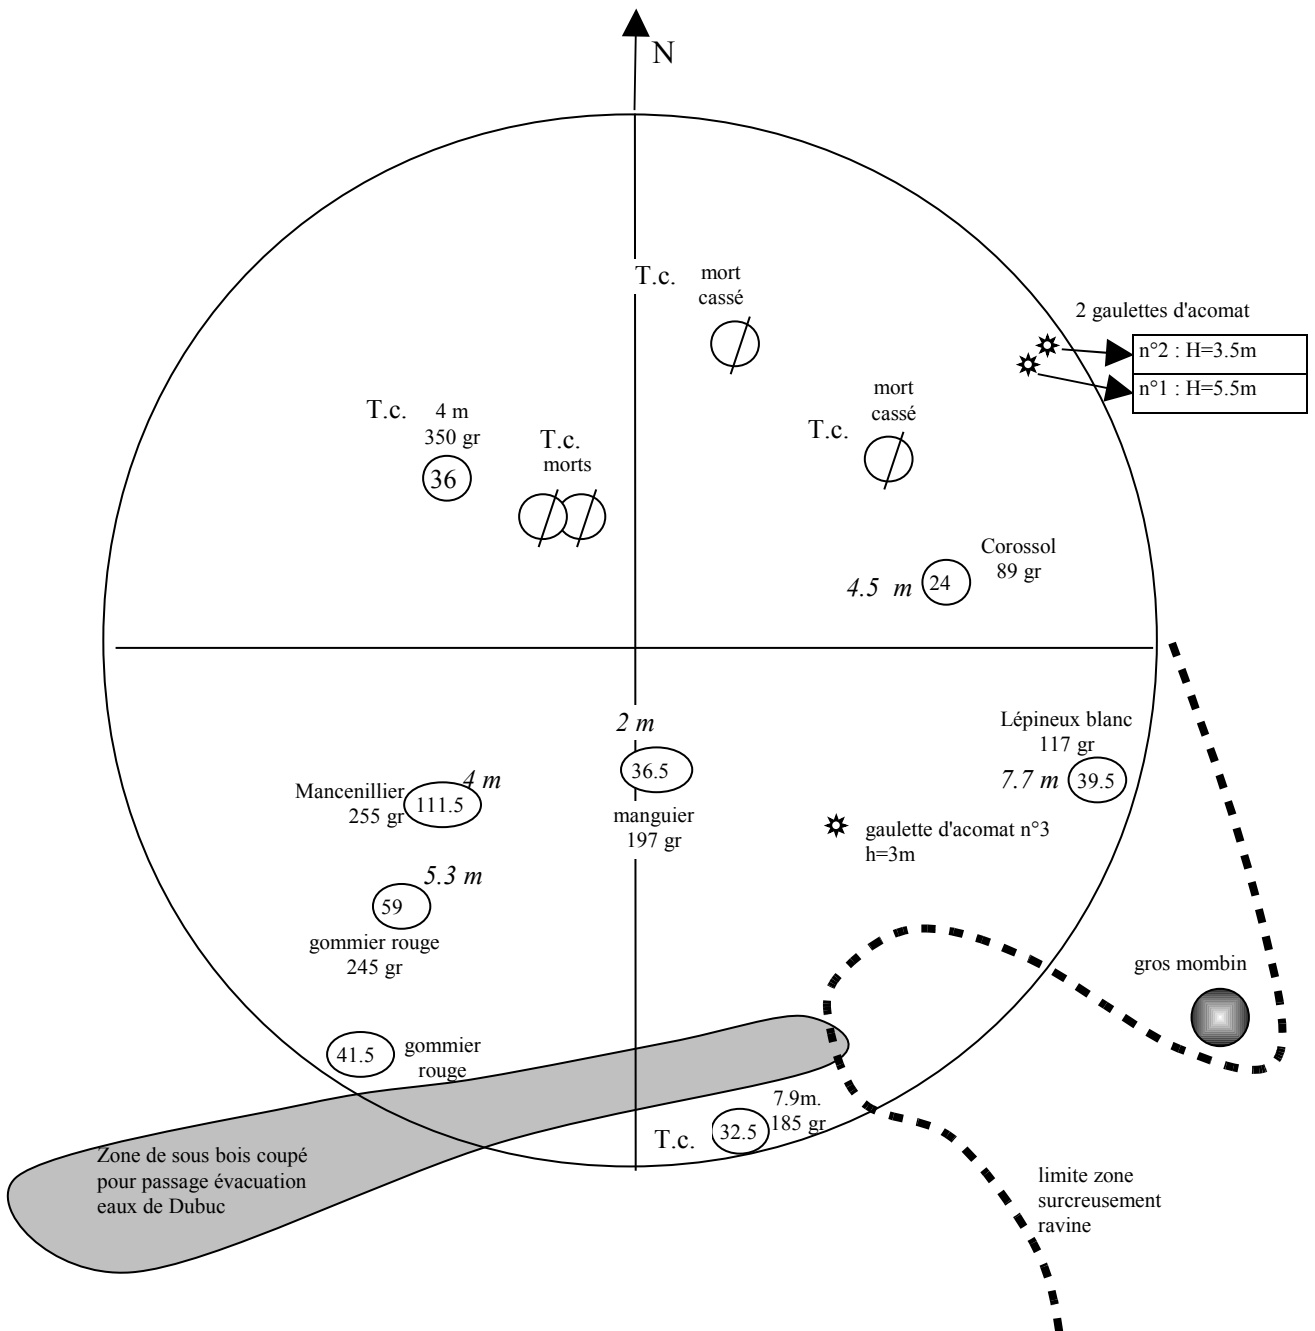 N
T.c.
mort
cassé
2 gaulettes d'acomat
n°2 : H=3.5m
n°1 : H=5.5m
T.c.
4 m
350 gr
36
T.c.
morts
mort
cassé
T.c.
Corossol
89 gr
4.5 m
24
2 m
36.5
manguier
197 gr
Lépineux blanc
117 gr
7.7 m
39.5
Mancenillier
255 gr
4 m
111.5
gaulette d'acomat n°3
h=3m
5.3 m
59
gommier rouge
245 gr
gros mombin
41.5
gommier
rouge
7.9m.
185 gr
T.c.
32.5
Zone de sous bois coupé
pour passage évacuation
eaux de Dubuc
limite zone
surcreusement
ravine